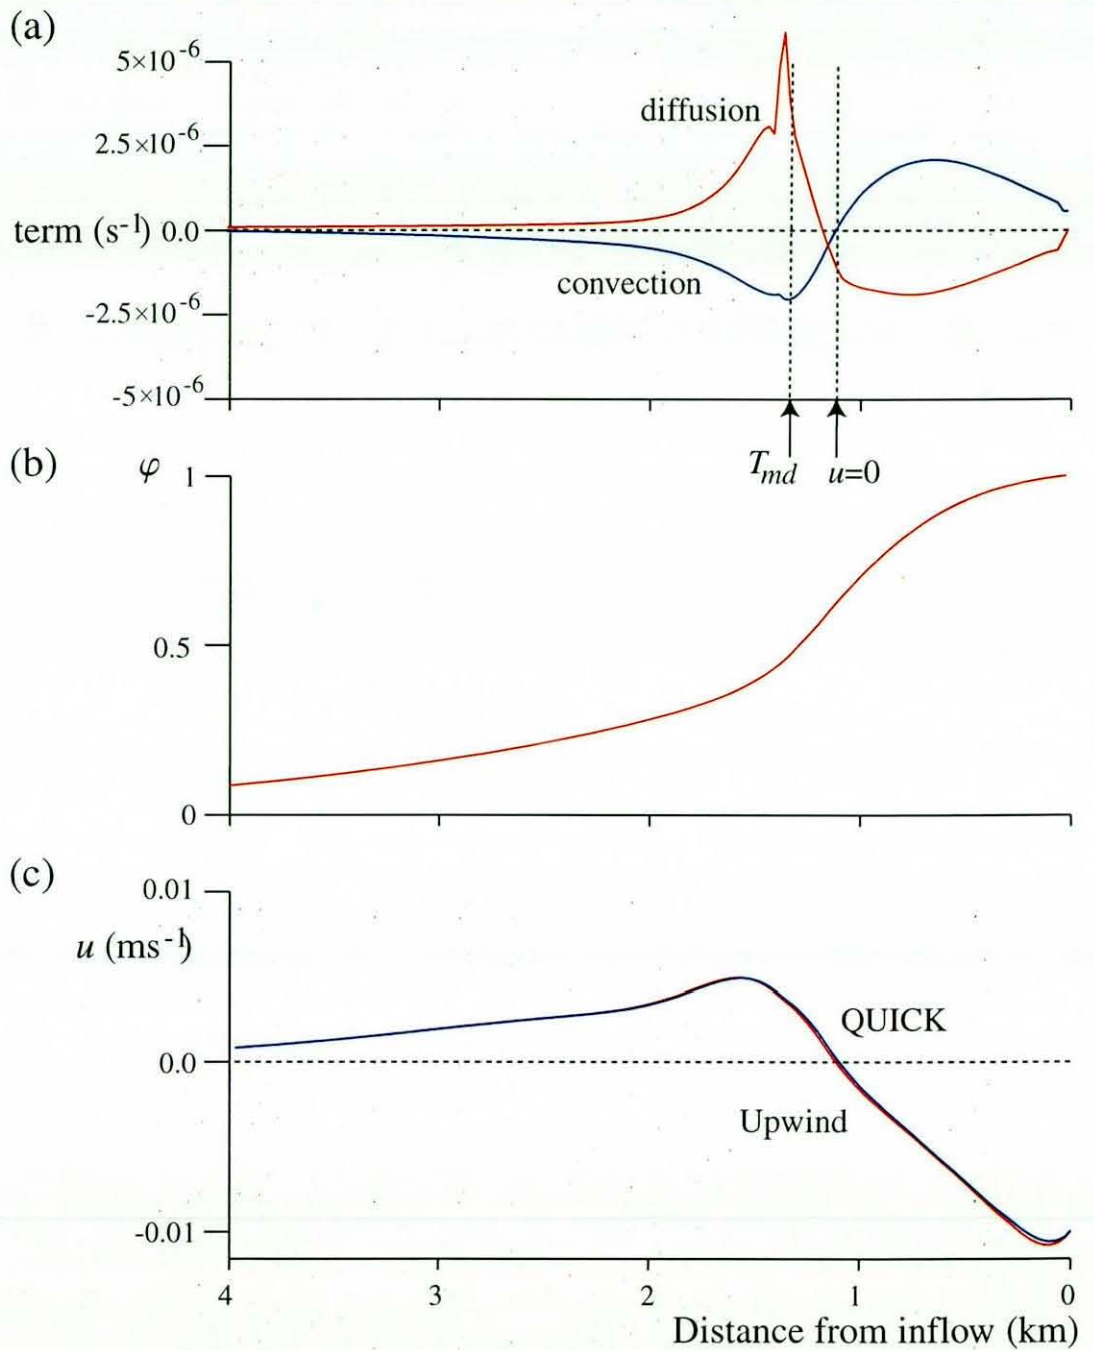 (a)
5×10⁻⁶
diffusion
2.5×10⁻⁶
term (s⁻¹) 0.0
convection
-2.5×10⁻⁶
-5×10⁻⁶
(b)
φ
1
T_md
u=0
0.5
0
(c)
0.01
u (ms⁻¹)
QUICK
0.0
Upwind
-0.01
4 3 2 1 0
Distance from inflow (km)